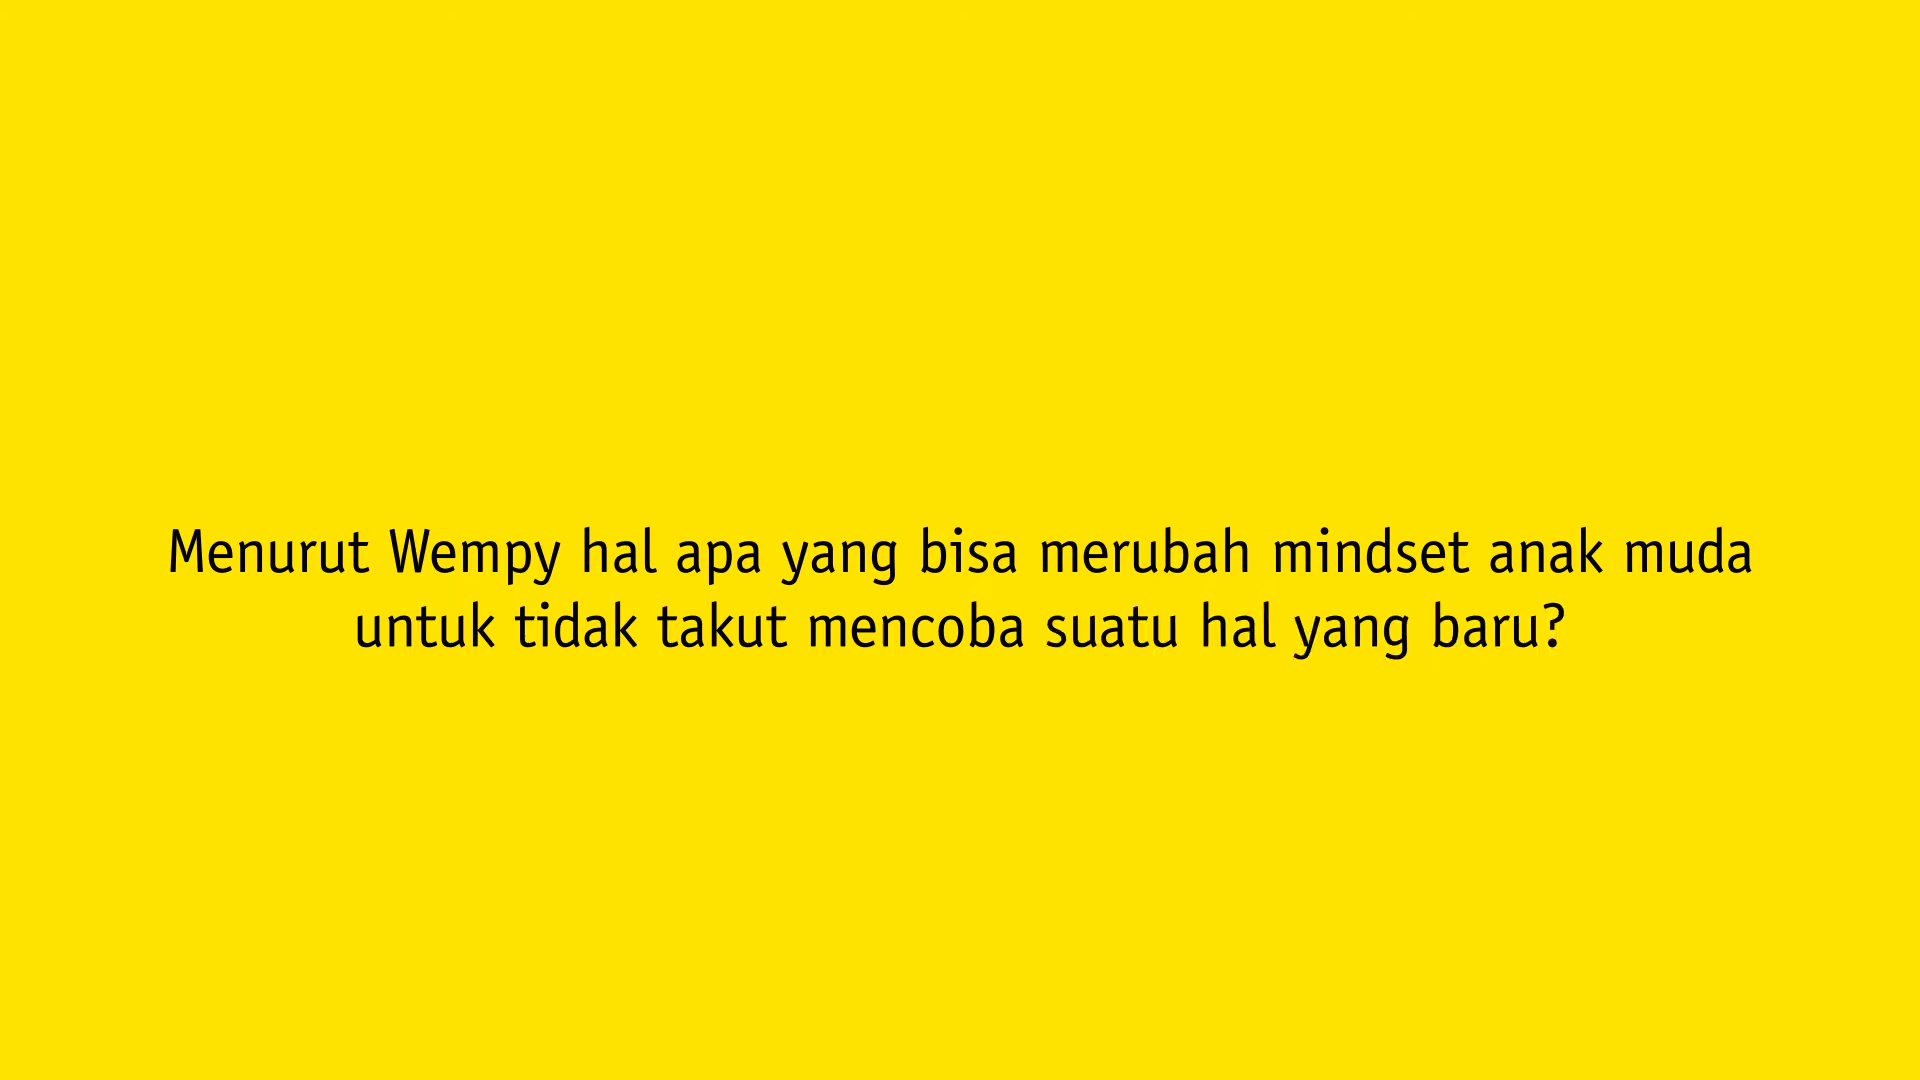 Menurut Wempy hal apa yang bisa merubah mindset anak muda
untuk tidak takut mencoba suatu hal yang baru?